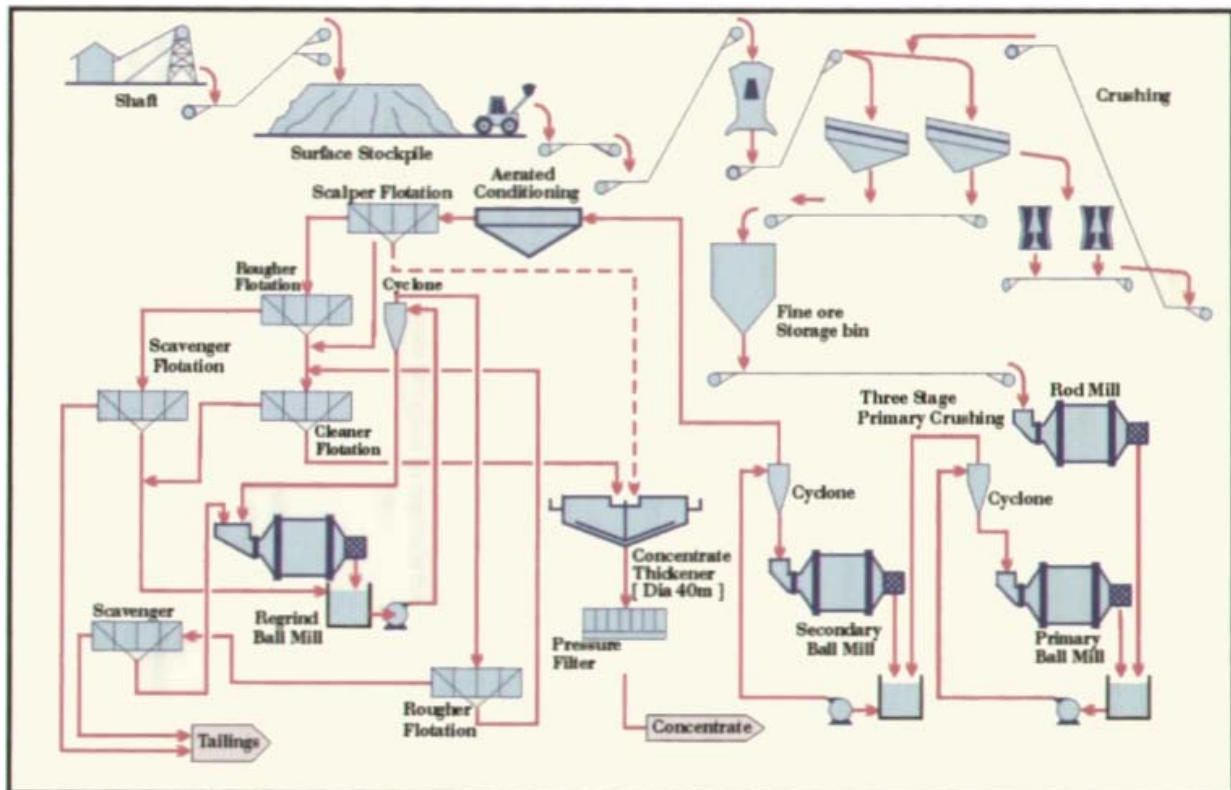 Shaft
Surface Stockpile
Crushing
Aerated
Conditioning
Scalper Flotation
Rougher
Flotation
Cyclone
Fine ore
Storage bin
Scavenger
Flotation
Cleaner
Flotation
Three Stage
Primary Crushing
Rod Mill
Cyclone
Cyclone
Concentrate
Thickener
[ Dia 40m ]
Regrind
Ball Mill
Scavenger
Pressure
Filter
Secondary
Ball Mill
Primary
Ball Mill
Rougher
Flotation
Tailings
Concentrate